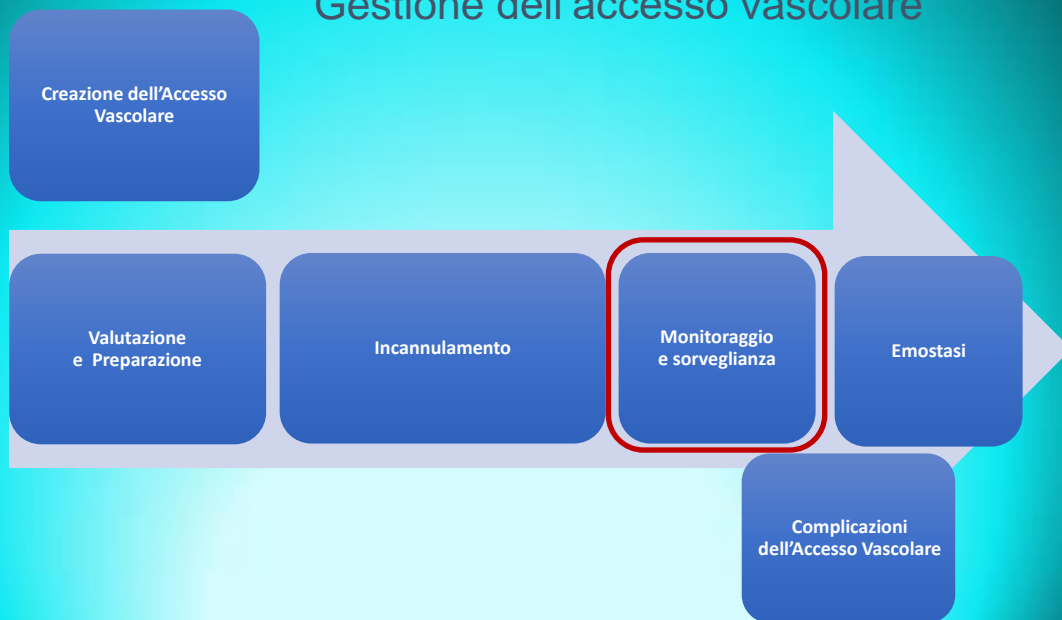 Gestione dell'accesso vascolare
Creazione dell'Accesso
Vascolare
Valutazione
e Preparazione
Incannulamento
Monitoraggio
e sorveglianza
Emostasi
Complicazioni
dell'Accesso Vascolare